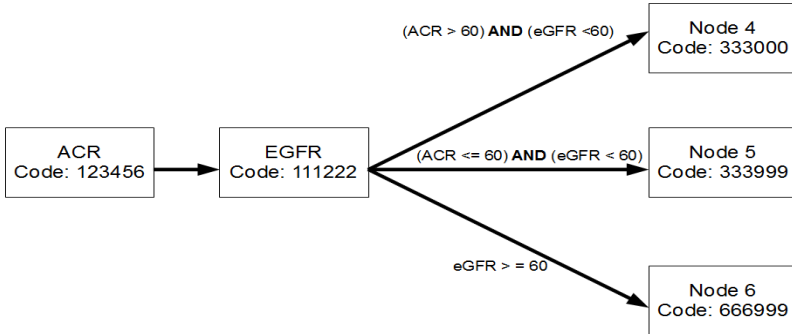 (ACR > 60) AND (eGFR <60)
Node 4
Code: 333000
ACR
Code: 123456
EGFR
Code: 111222
(ACR <= 60) AND (eGFR < 60)
Node 5
Code: 333999
eGFR > = 60
Node 6
Code: 666999